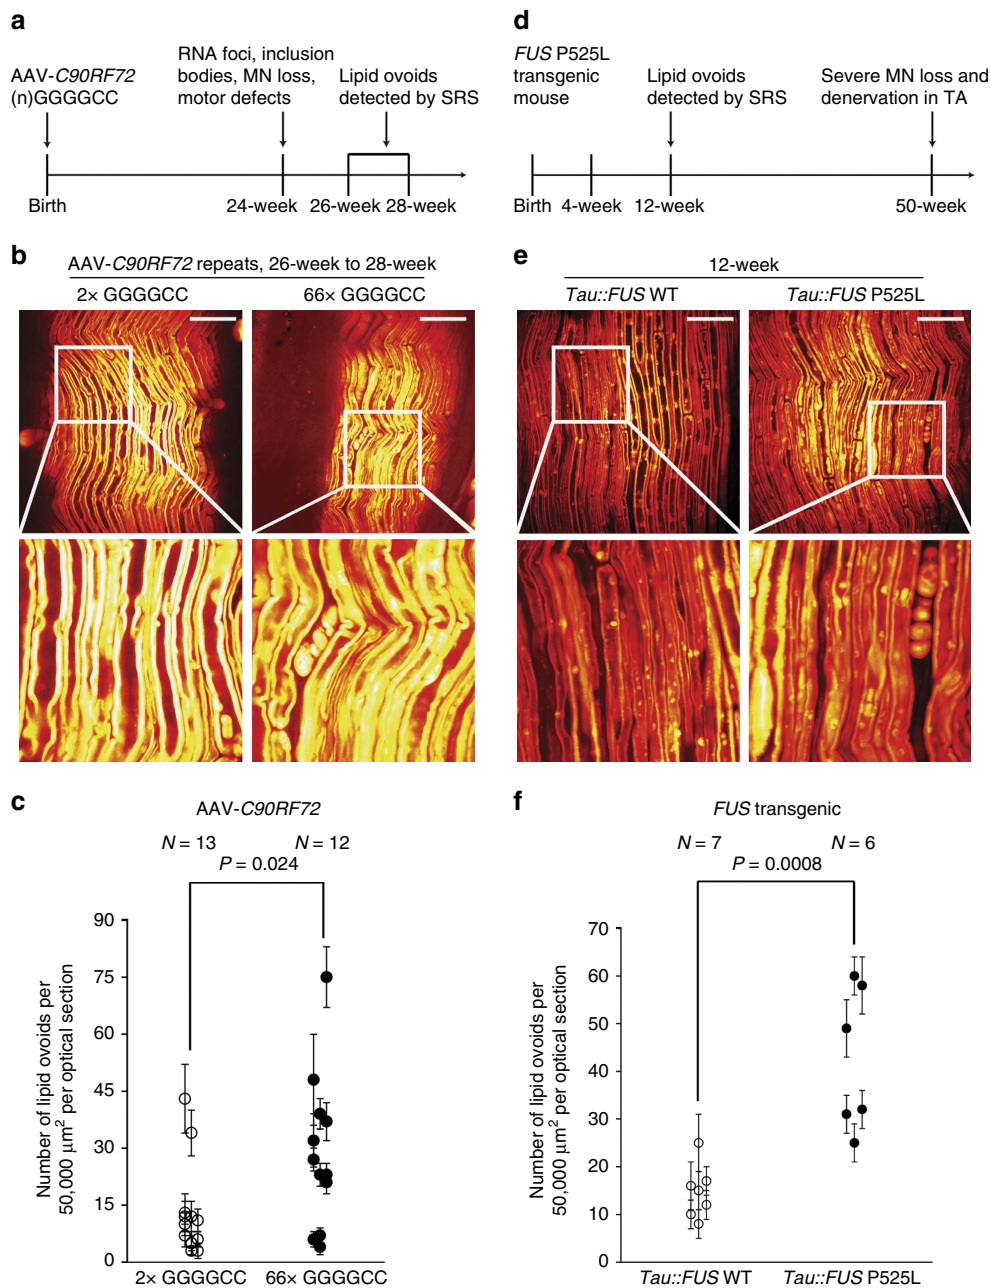 a
AAV-C90RF72
(n)GGGGCC
RNA foci, inclusion
bodies, MN loss,
motor defects
Lipid ovoids
detected by SRS
Birth
24-week
26-week
28-week
b
AAV-C90RF72 repeats, 26-week to 28-week
2× GGGGCC
66× GGGGCC
c
AAV-C90RF72
N = 13
N = 12
P = 0.024
Number of lipid ovoids per
50,000 μm² per optical section
90
75
60
45
30
15
0
2× GGGGCC
66× GGGGCC
d
FUS P525L
transgenic
mouse
Lipid ovoids
detected by SRS
Severe MN loss and
denervation in TA
Birth
4-week
12-week
50-week
e
12-week
Tau::FUS WT
Tau::FUS P525L
f
FUS transgenic
N = 7
N = 6
P = 0.0008
Number of lipid ovoids per
50,000 μm² per optical section
70
60
50
40
30
20
10
0
Tau::FUS WT
Tau::FUS P525L